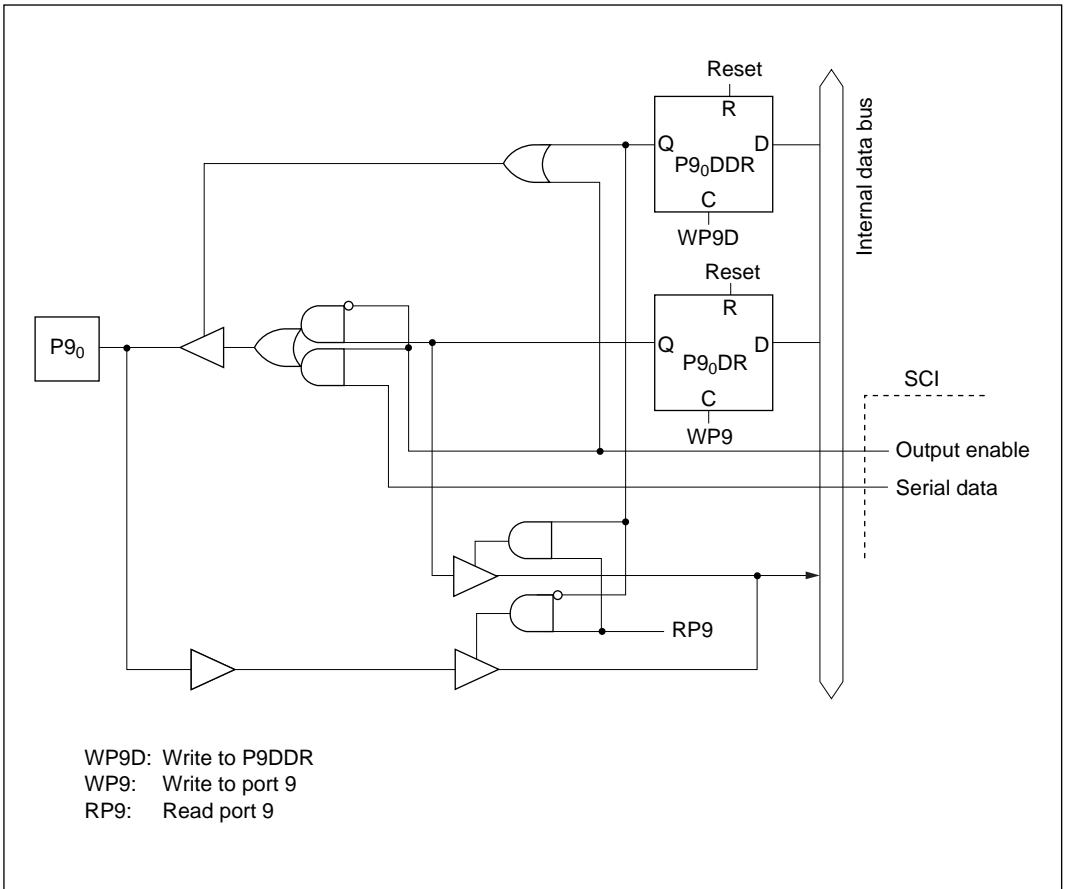 Reset
R
Q
D
P9₀DDR
C
WP9D
Internal data bus
Reset
R
Q
D
P9₀DR
C
WP9
P9₀
SCI
Output enable
Serial data
RP9
WP9D: Write to P9DDR
WP9: Write to port 9
RP9: Read port 9